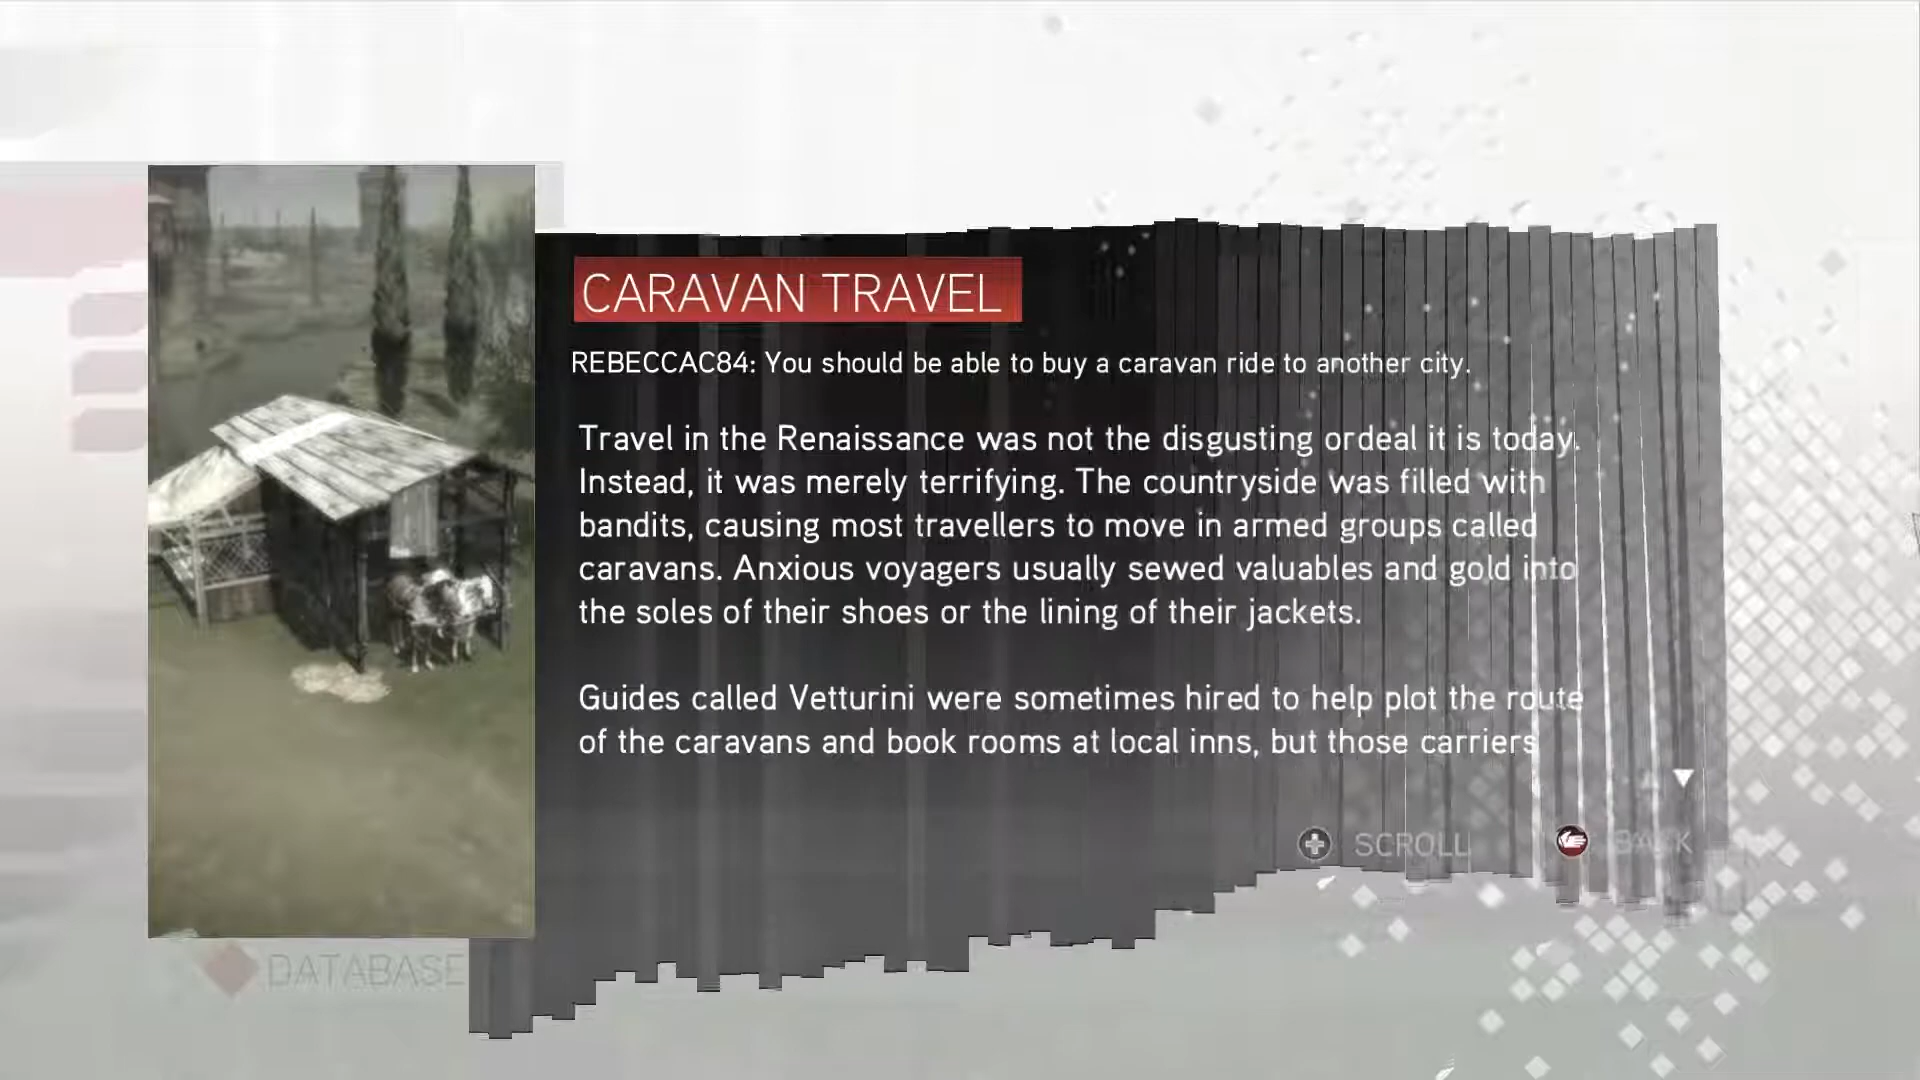 CARAVAN TRAVEL
REBECCAC84: You should be able to buy a caravan ride to another city.
Travel in the Renaissance was not the disgusting ordeal it is today.
Instead, it was merely terrifying. The countryside was filled with
bandits, causing most travellers to move in armed groups called
caravans. Anxious voyagers usually sewed valuables and gold into
the soles of their shoes or the lining of their jackets.
Guides called Vetturini were sometimes hired to help plot the route
of the caravans and book rooms at local inns, but those carriers
SCROLL BACK
DATABASE